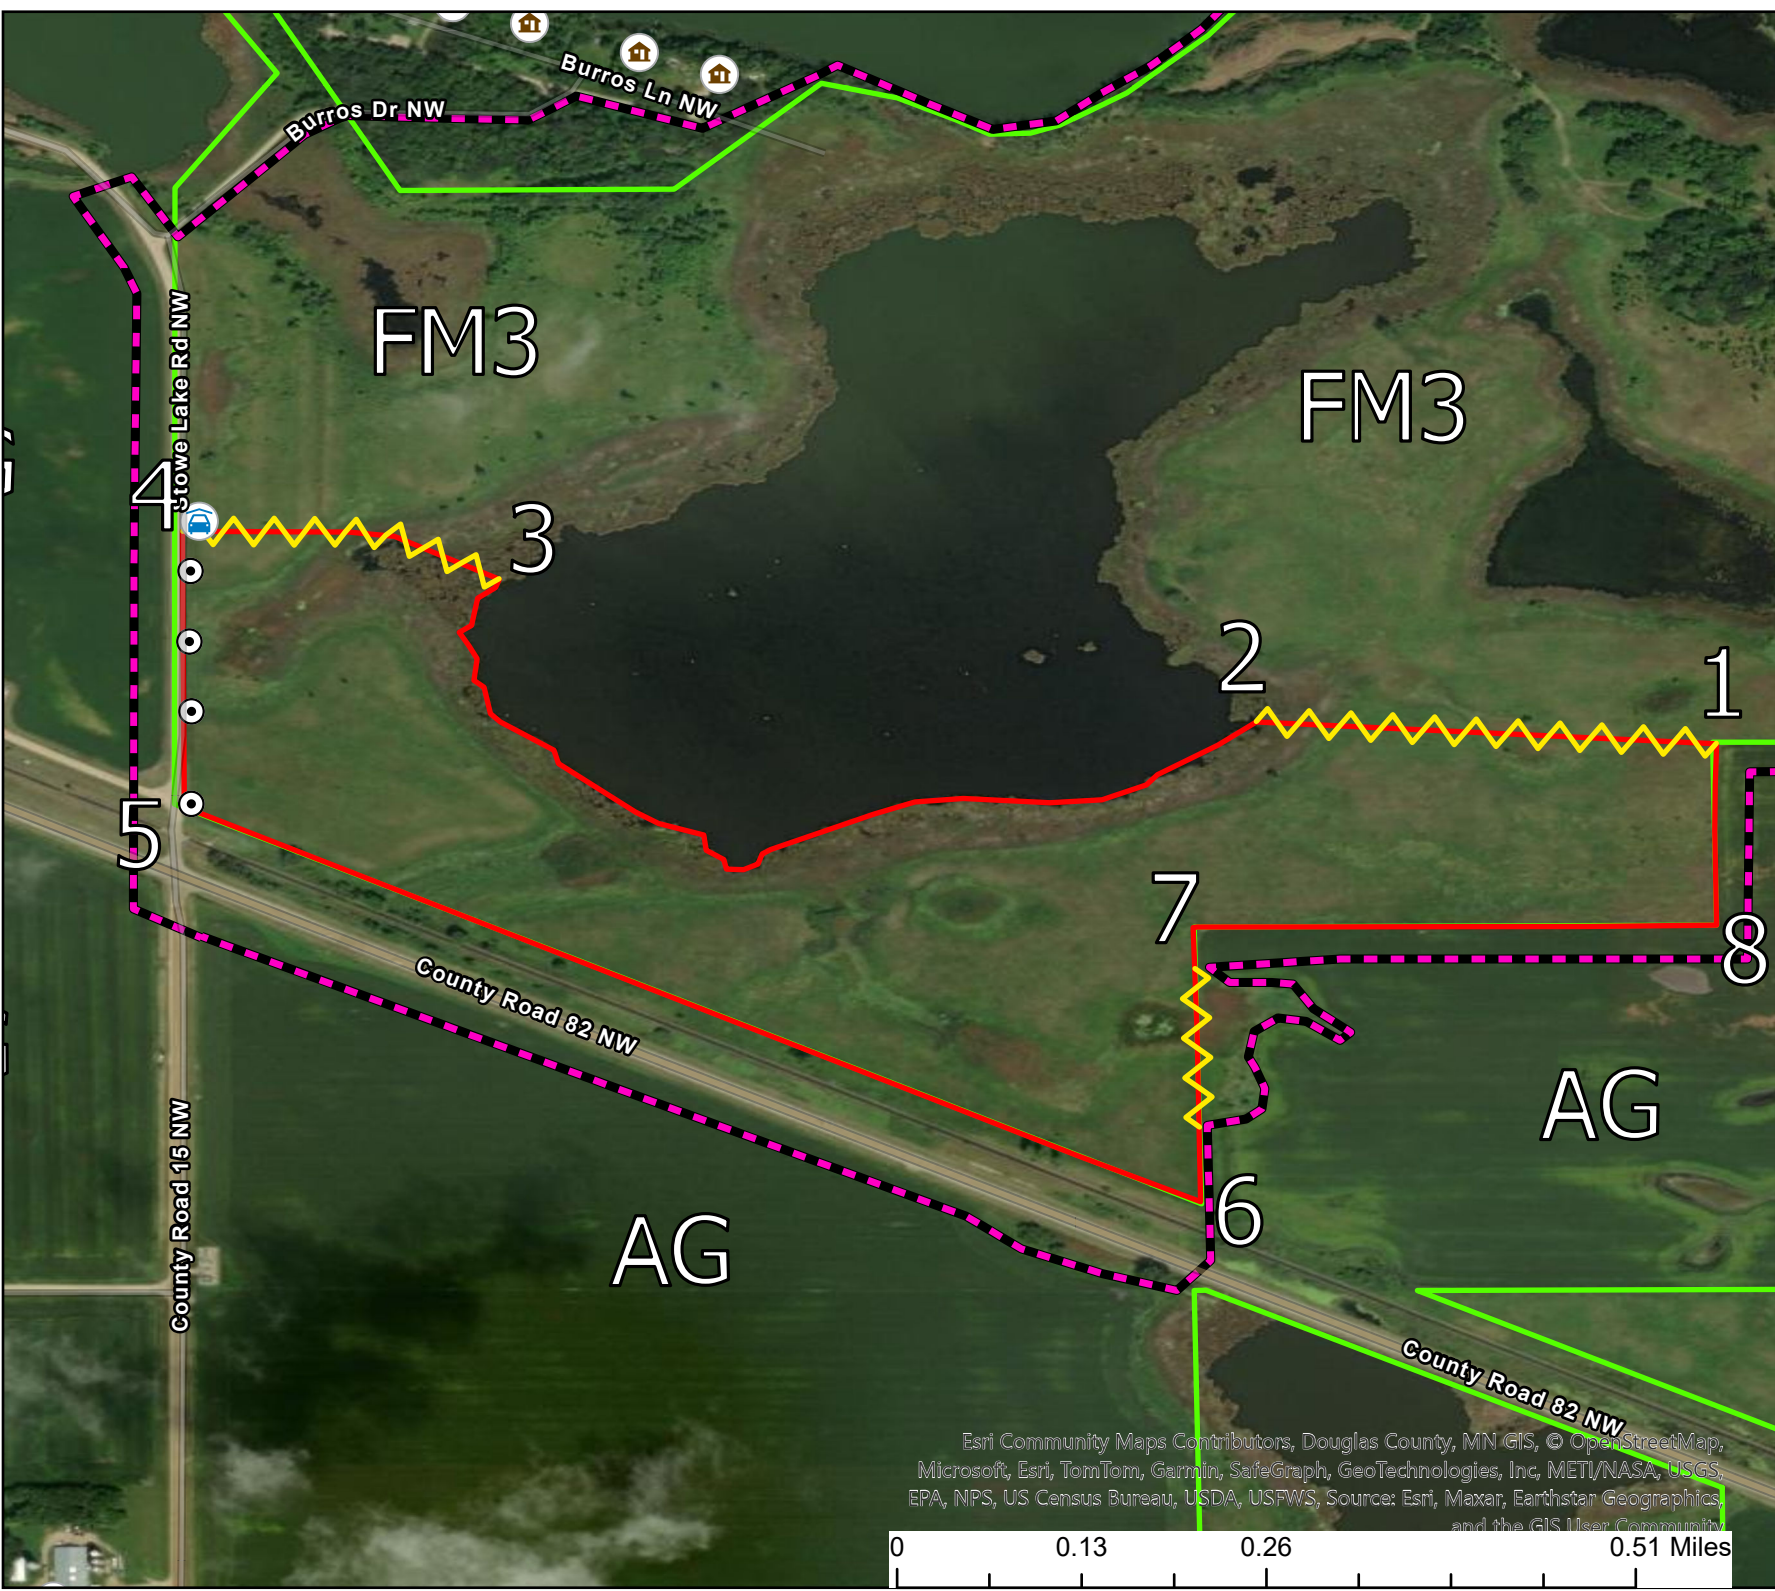 Burros Ln NW
Burros Dr NW
Stowe Lake Rd NW
FM3
FM3
4
3
2
1
5
7
8
County Road 82 NW
AG
6
County Road 15 NW
AG
County Road 82 NW
Esri Community Maps Contributors, Douglas County, MN GIS, © OpenStreetMap,
Microsoft, Esri, TomTom, Garmin, SafeGraph, GeoTechnologies, Inc, METI/NASA, USGS,
EPA, NPS, US Census Bureau, USDA, USFWS, Source: Esri, Maxar, Earthstar Geographics,
and the GIS User Community
0 0.13 0.26 0.51 Miles